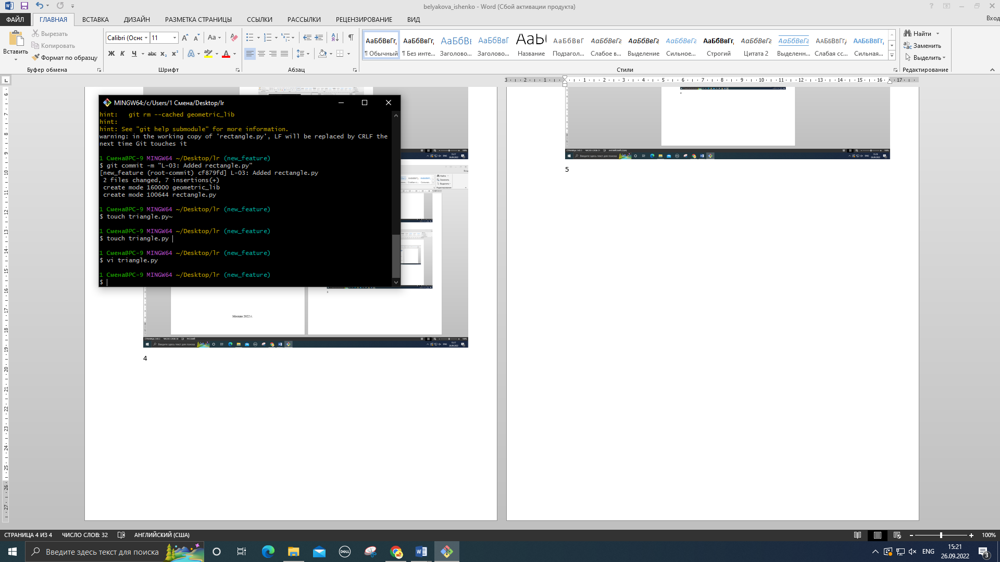 belyakova_ishenko - Word (Сбой активации продукта)
ФАЙЛ ГЛАВНАЯ ВСТАВКА ДИЗАЙН РАЗМЕТКА СТРАНИЦЫ ССЫЛКИ РАССЫЛКИ РЕЦЕНЗИРОВАНИЕ ВИД Вход
Вставить
Вырезать
Копировать
Формат по образцу
Буфер обмена
Calibri (Оснс 11
Ж К Ч abc x₂ x²
Шрифт
Абзац
АаБбВвГг, АаБбВвГг, АаБбВв АаБбВвГ АаБ АаБбВвГ АаБбВвГг АаБбВвГг АаБбВвГг АаБбВвГг, АаБбВвГг АаБбВвГг ААББВВГГ, ААББВВГГ,
¶ Обычный ¶ Без инте... Заголово... Заголово... Название Подзагол... Слабое в... Выделение Сильное... Строгий Цитата 2 Выделенн... Слабая сс... Сильная...
Стили
Найти
Заменить
Выделить
Редактирование
MINGW64:/c/Users/1 Смена/Desktop/lr
hint:   git rm --cached geometric_lib
hint:
hint: See "git help submodule" for more information.
warning: in the working copy of 'rectangle.py', LF will be replaced by CRLF the
next time Git touches it
1 Смена@PC-9 MINGW64 ~/Desktop/lr (new_feature)
$ git commit -m "L-03: Added rectangle.py"
[new_feature (root-commit) cf879fd] L-03: Added rectangle.py
 2 files changed, 7 insertions(+)
 create mode 160000 geometric_lib
 create mode 100644 rectangle.py
1 Смена@PC-9 MINGW64 ~/Desktop/lr (new_feature)
$ touch triangle.py~
1 Смена@PC-9 MINGW64 ~/Desktop/lr (new_feature)
$ touch triangle.py
1 Смена@PC-9 MINGW64 ~/Desktop/lr (new_feature)
$ vi triangle.py
1 Смена@PC-9 MINGW64 ~/Desktop/lr (new_feature)
$
Москва 2022 г.
4
5
СТРАНИЦА 4 ИЗ 4 ЧИСЛО СЛОВ: 32 АНГЛИЙСКИЙ (США) 100%
Введите здесь текст для поиска
DELL
ENG
15:21
26.09.2022
3